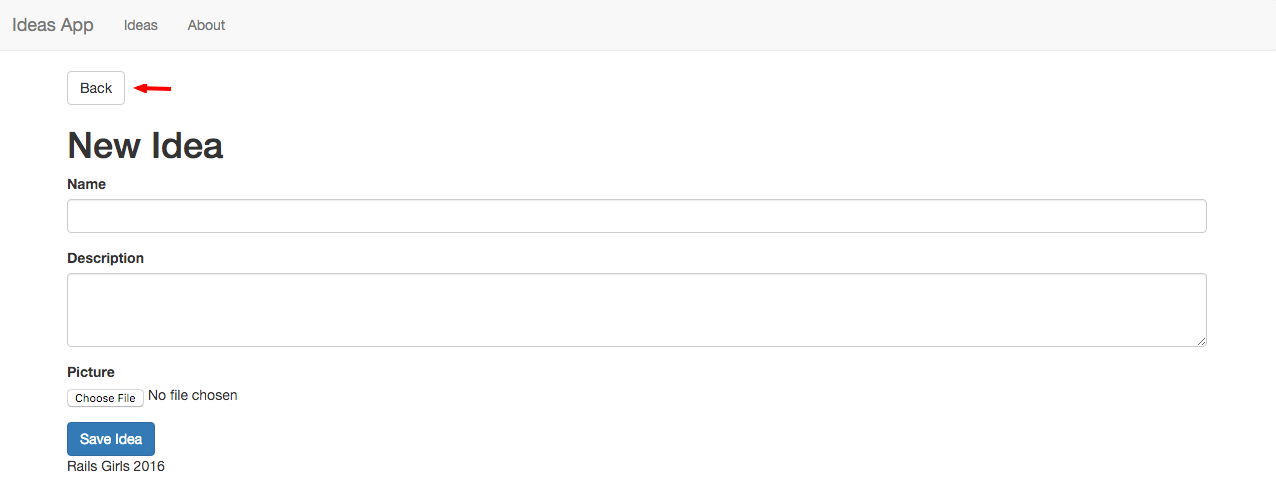 Ideas App Ideas About
Back
New Idea
Name
Description
Picture
Choose File No file chosen
Save Idea
Rails Girls 2016